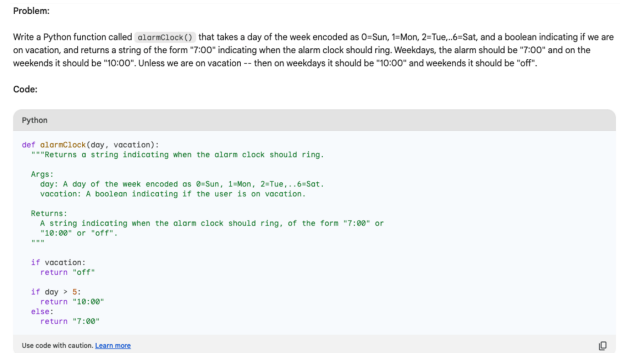 Problem:
Write a Python function called alarmClock() that takes a day of the week encoded as 0=Sun, 1=Mon, 2=Tue,..6=Sat, and a boolean indicating if we are
on vacation, and returns a string of the form "7:00" indicating when the alarm clock should ring. Weekdays, the alarm should be "7:00" and on the
weekends it should be "10:00". Unless we are on vacation -- then on weekdays it should be "10:00" and weekends it should be "off".
Code:
Python
def alarmClock(day, vacation):
  """Returns a string indicating when the alarm clock should ring.
  Args:
    day: A day of the week encoded as 0=Sun, 1=Mon, 2=Tue,..6=Sat.
    vacation: A boolean indicating if the user is on vacation.
  Returns:
    A string indicating when the alarm clock should ring, of the form "7:00" or
    "10:00" or "off".
  """
  if vacation:
    return "off"
  if day > 5:
    return "10:00"
  else:
    return "7:00"
Use code with caution. Learn more